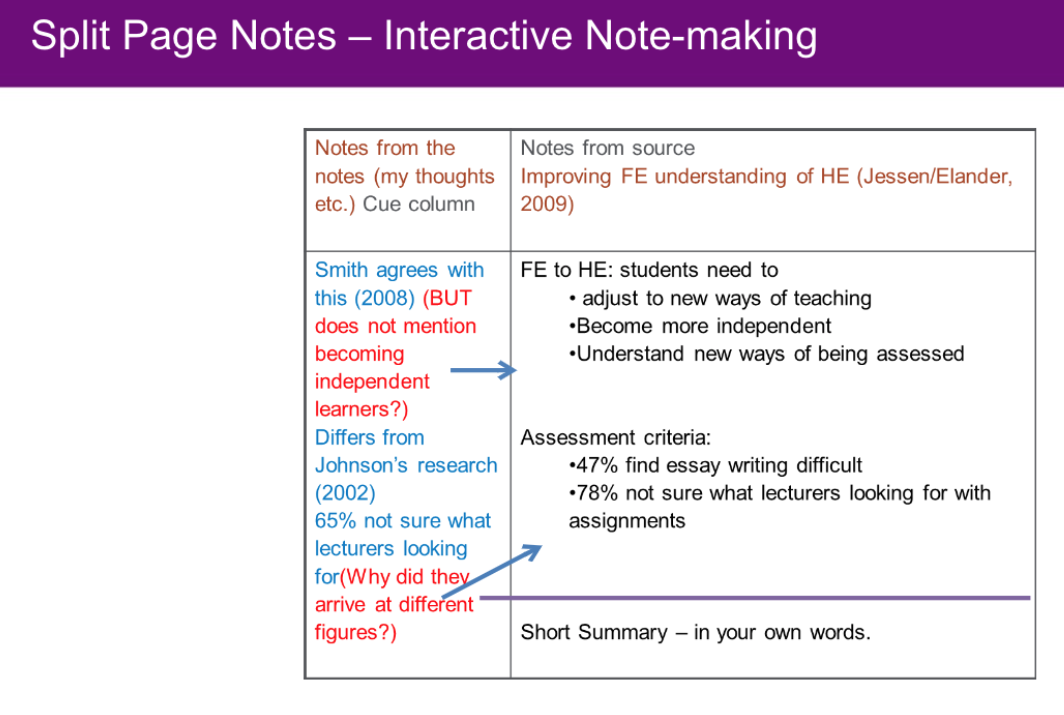 Split Page Notes – Interactive Note-making
Notes from the
notes (my thoughts
etc.) Cue column
Notes from source
Improving FE understanding of HE (Jessen/Elander,
2009)
Smith agrees with
this (2008) (BUT
does not mention
becoming
independent
learners?)
Differs from
Johnson’s research
(2002)
65% not sure what
lecturers looking
for(Why did they
arrive at different
figures?)
FE to HE: students need to
• adjust to new ways of teaching
•Become more independent
•Understand new ways of being assessed
Assessment criteria:
•47% find essay writing difficult
•78% not sure what lecturers looking for with
assignments
Short Summary – in your own words.